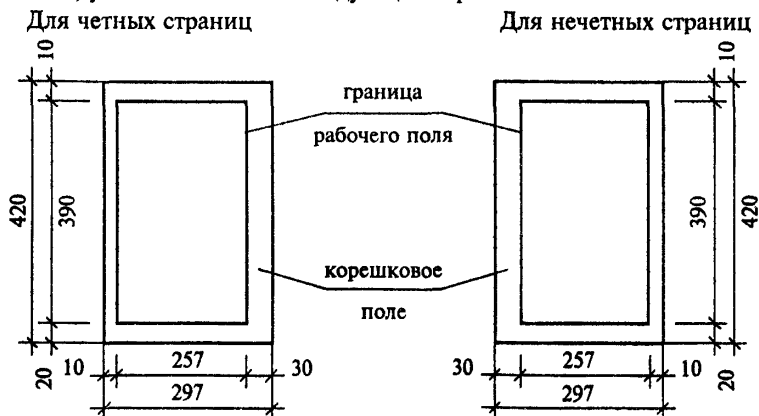 Для четных страниц
Для нечетных страниц
10
10
граница
рабочего поля
420
390
390
420
корешковое
поле
20
10
257
30
30
257
10
20
297
297